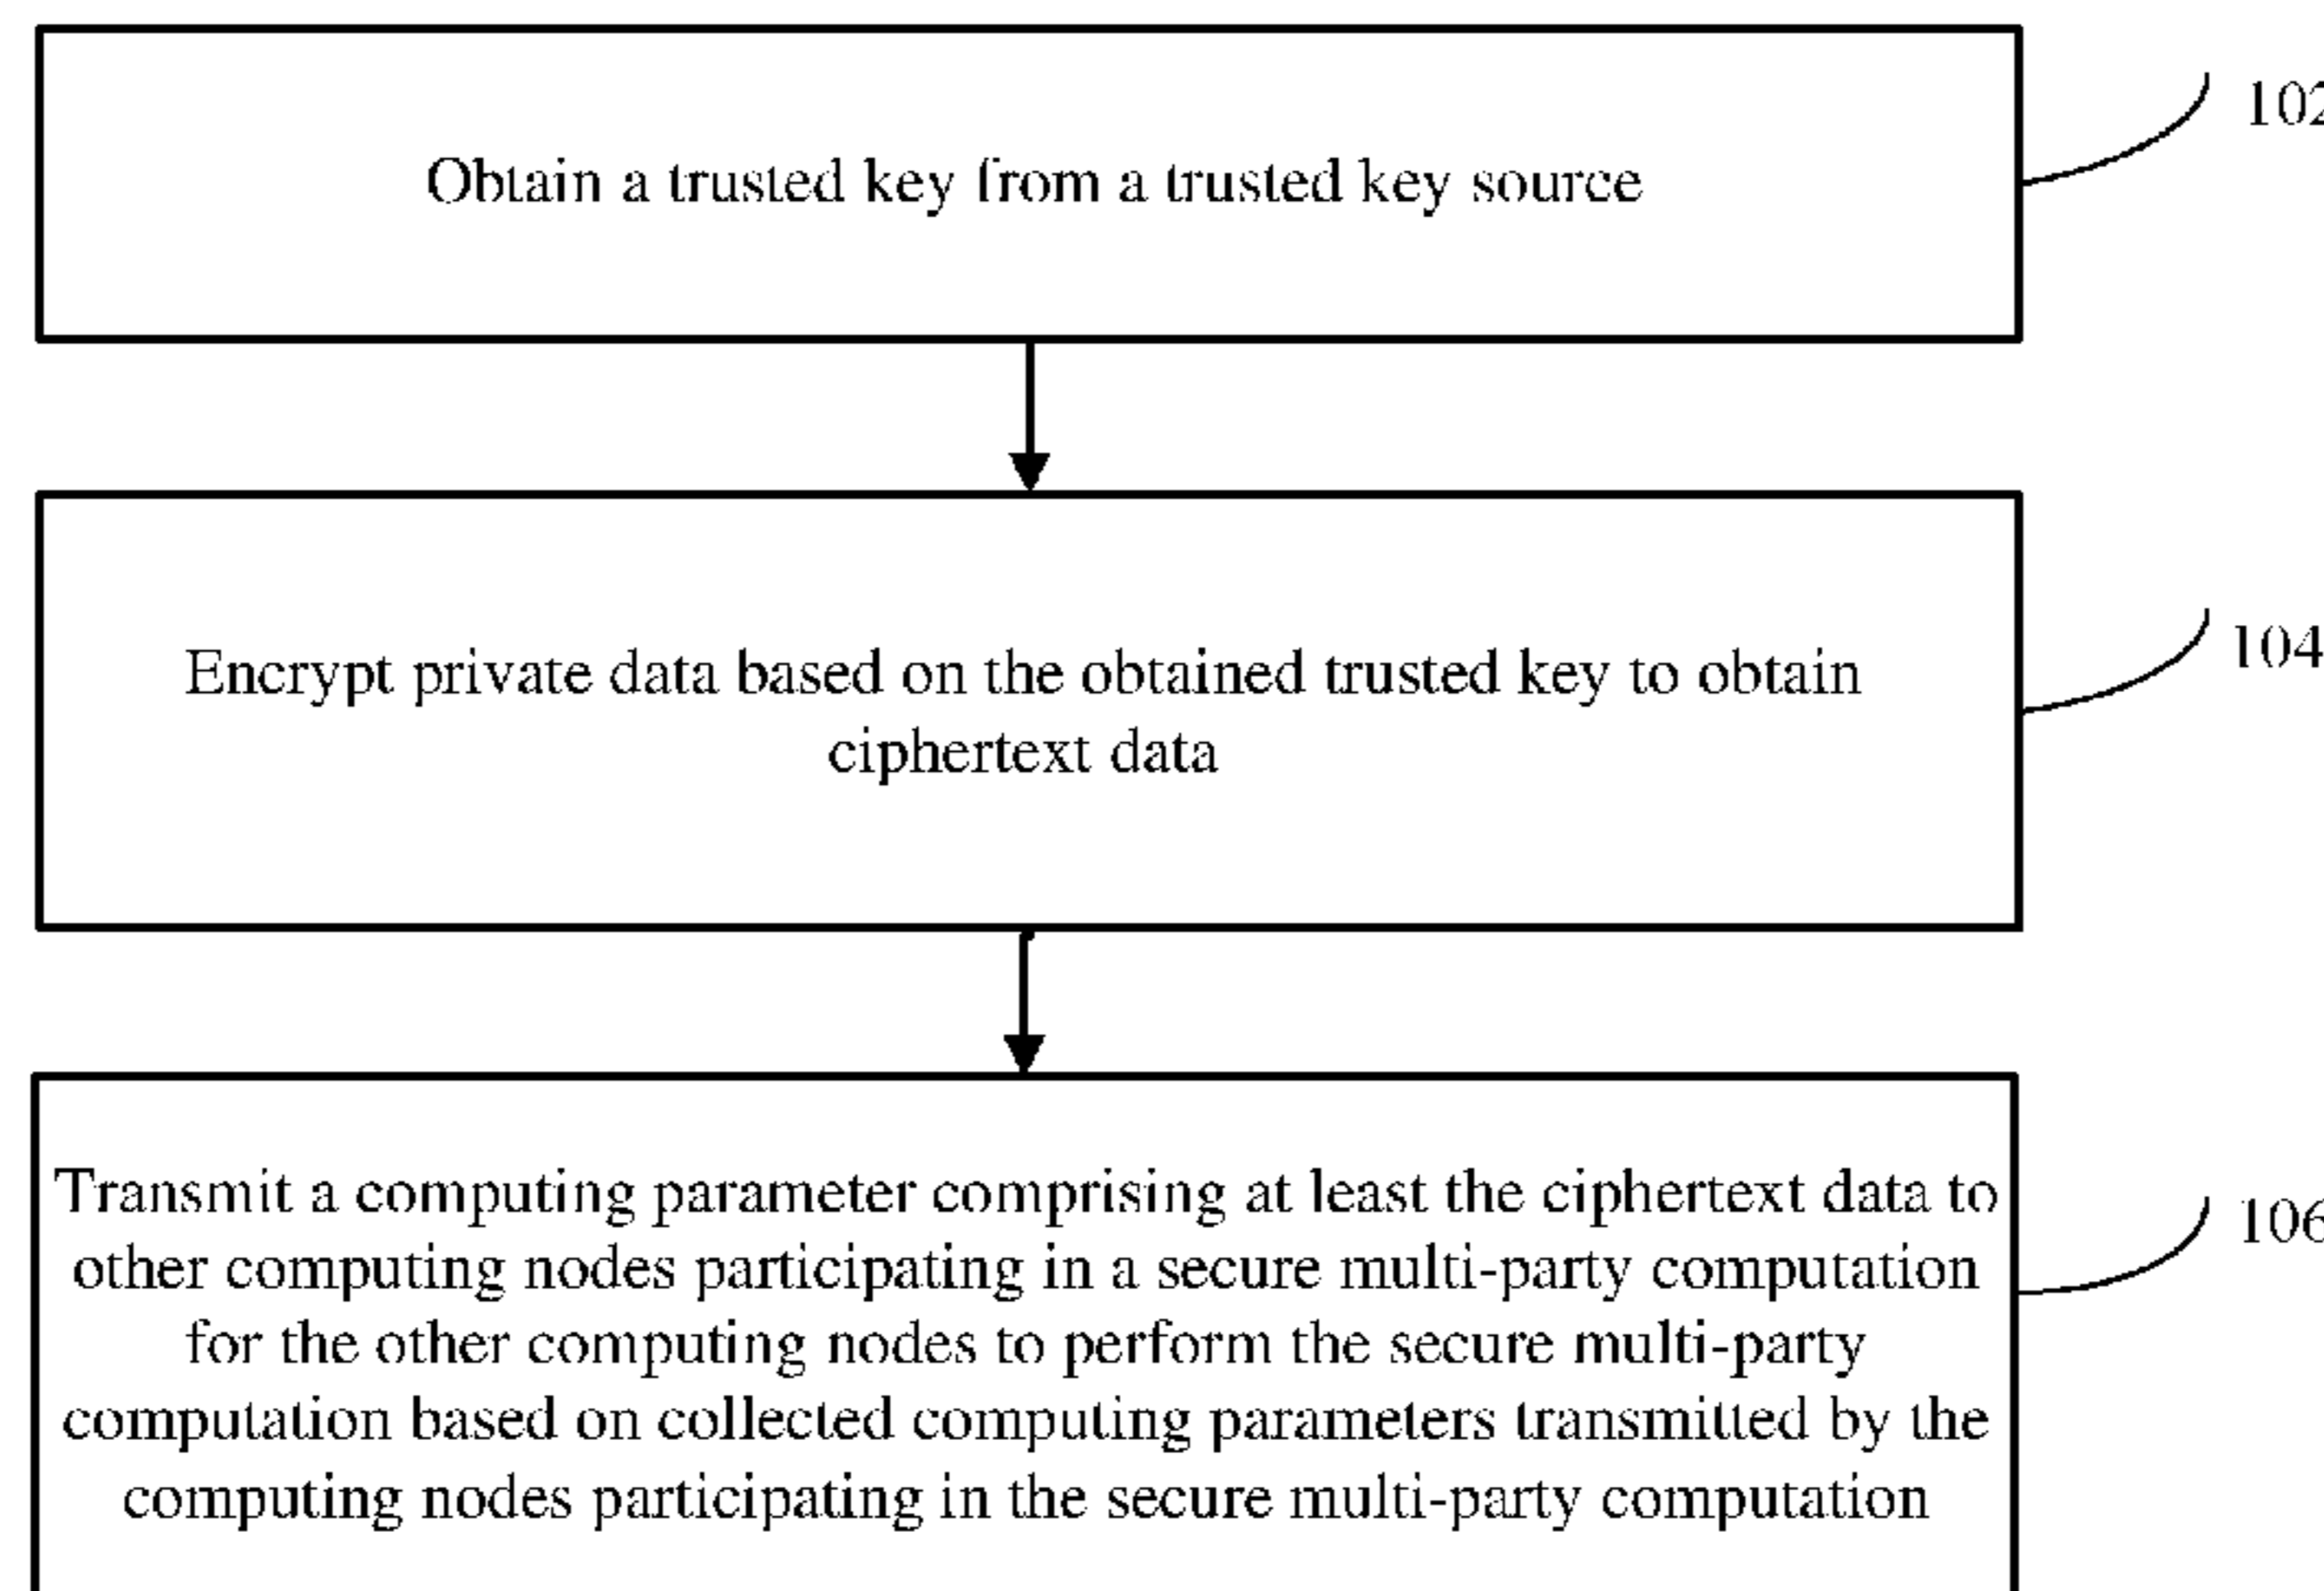 102
Obtain a trusted key from a trusted key source
104
Encrypt private data based on the obtained trusted key to obtain
ciphertext data
106
Transmit a computing parameter comprising at least the ciphertext data to
other computing nodes participating in a secure multi-party computation
for the other computing nodes to perform the secure multi-party
computation based on collected computing parameters transmitted by the
computing nodes participating in the secure multi-party computation